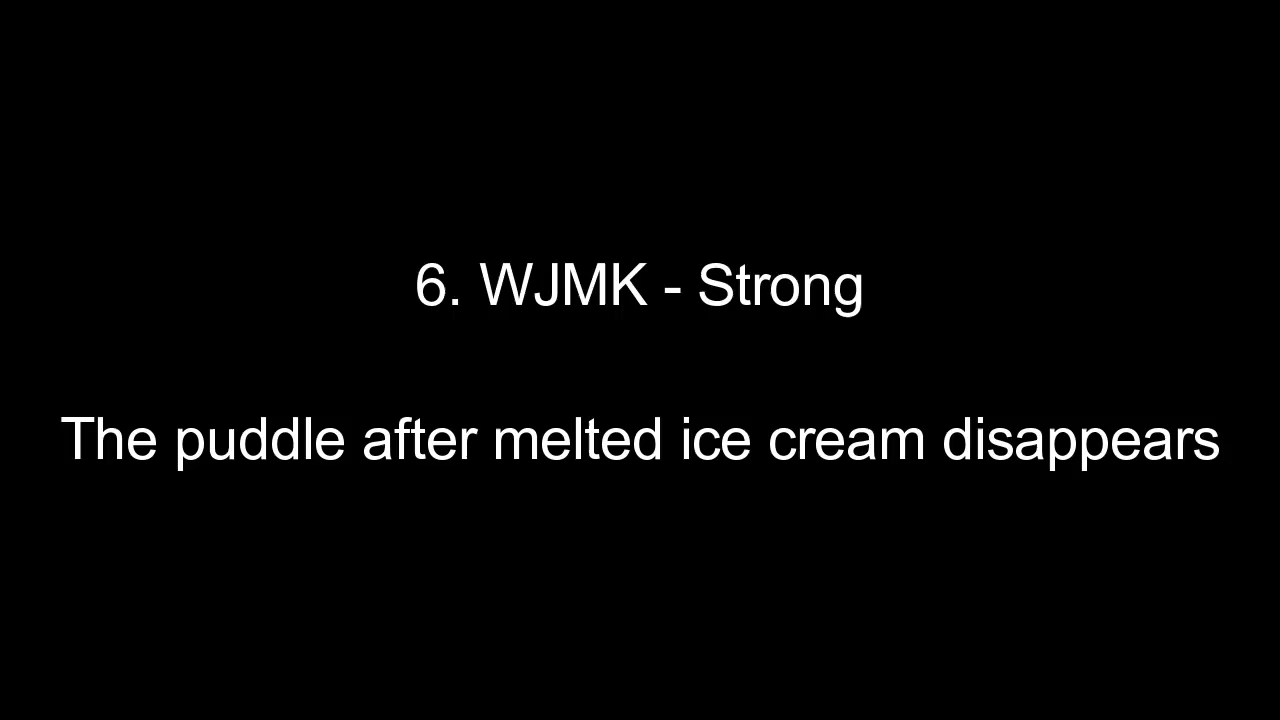 6. WJMK - Strong
The puddle after melted ice cream disappears